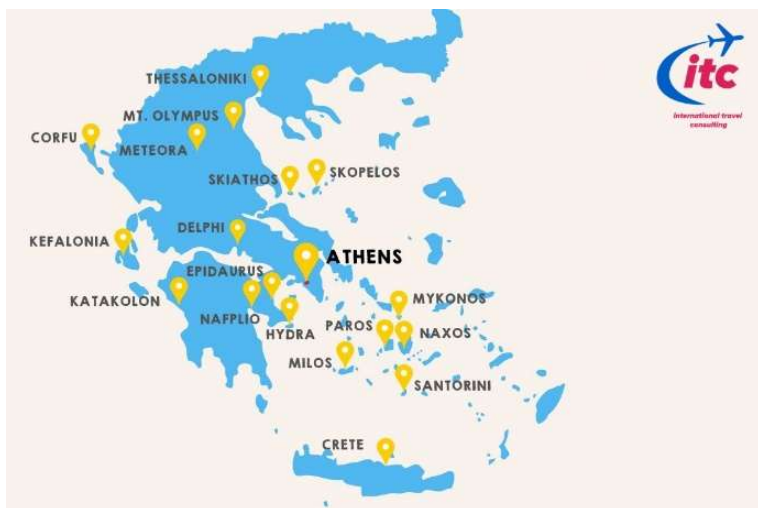 itc
International travel
consulting
THESSALONIKI
MT. OLYMPUS
CORFU
METEORA
SKIATHOS
SKOPELOS
DELPHI
KEFALONIA
ATHENS
EPIDAURUS
KATAKOLON
NAFPLIO
HYDRA
PAROS
MYKONOS
NAXOS
MILOS
SANTORINI
CRETE